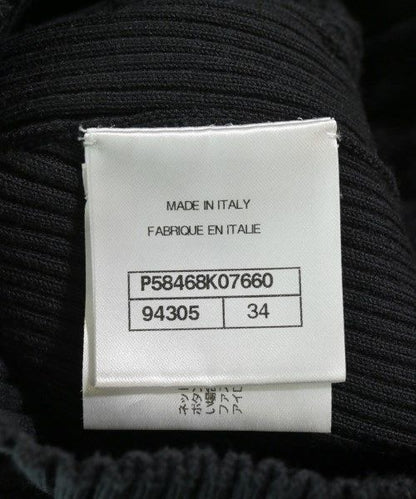 MADE IN ITALY
FABRIQUE EN ITALIE
P58468K07660
94305 34